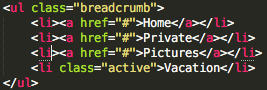 <ul class="breadcrumb">
<li><a href="#">Home</a></li>
<li><a href="#">Private</a></li>
<li><a href="#">Pictures</a></li>
<li class="active">Vacation</li>
</ul>